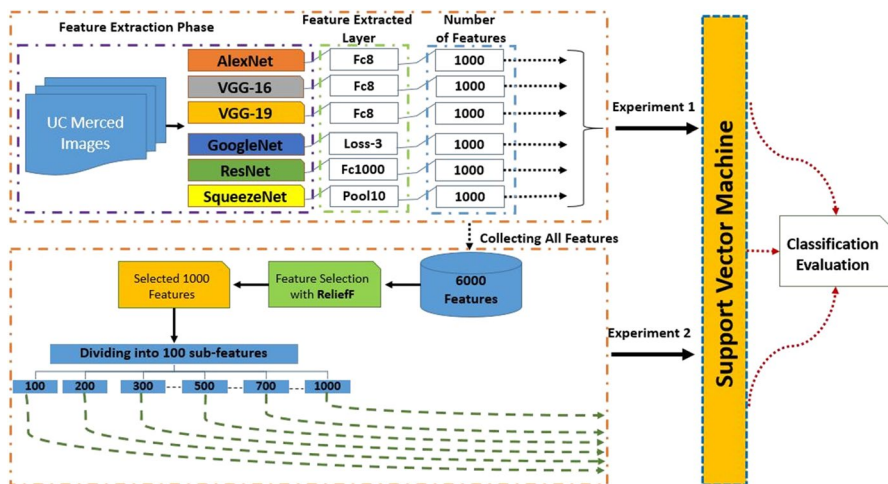 Feature Extraction Phase
Feature Extracted
Layer
Number
of Features
UC Merced
Images
AlexNet
Fc8
1000
VGG-16
Fc8
1000
VGG-19
Fc8
1000
GoogleNet
Loss-3
1000
ResNet
Fc1000
1000
SqueezeNet
Pool10
1000
Experiment 1
Support Vector Machine
Classification
Evaluation
Collecting All Features
6000
Features
Feature Selection
with ReliefF
Selected 1000
Features
Experiment 2
Dividing into 100 sub-features
100 200 300 500 700 1000